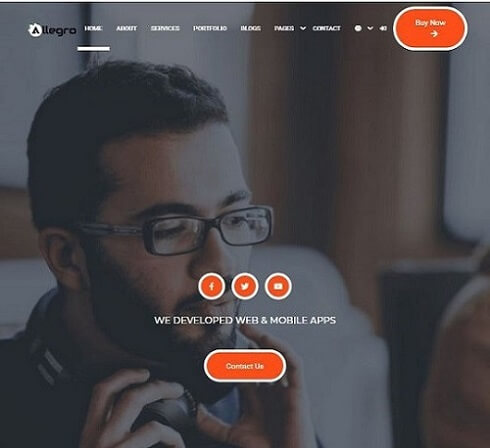 Allegro
HOME ABOUT SERVICES PORTFOLIO BLOGS PAGES CONTACT
Buy Now
WE DEVELOPED WEB & MOBILE APPS
Contact Us